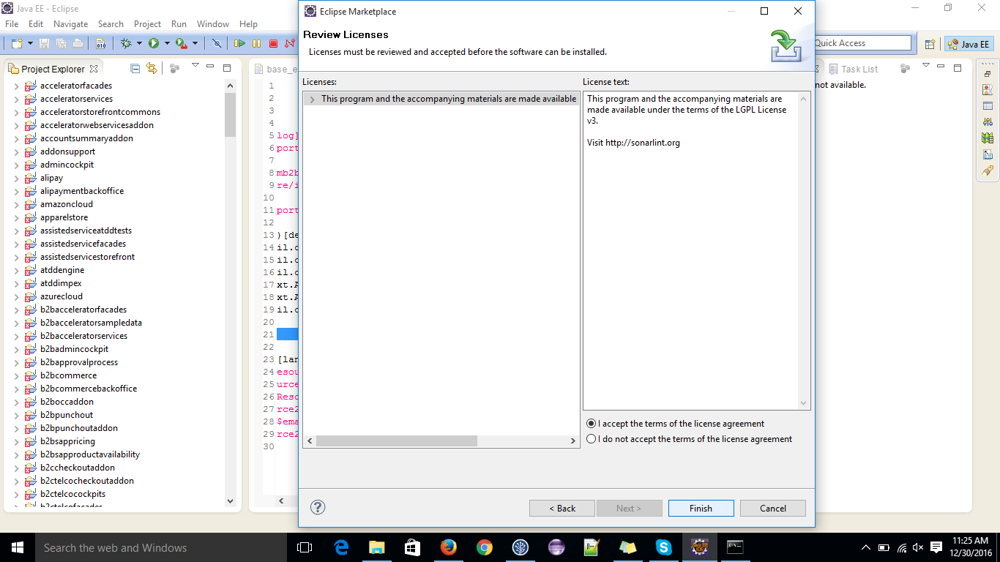 Java EE - Eclipse
File Edit Navigate Search Project Run Window Help
Quick Access
Java EE
Project Explorer
acceleratorfacades
acceleratorservices
acceleratorstorefrontcommons
acceleratorwebservicesaddon
accountsummaryaddon
addonsupport
admincockpit
alipay
alipaymentbackoffice
amazoncloud
apparelstore
assistedserviceatddtests
assistedservicefacades
assistedservicestorefront
atddengine
atddimpex
azurecloud
b2bacceleratorfacades
b2bacceleratorsampledata
b2bacceleratorservices
b2badmincockpit
b2bapprovalprocess
b2bcommerce
b2bcommercebackoffice
b2boccaddon
b2bpunchout
b2bpunchoutaddon
b2bsappricing
b2bsapproductavailability
b2ccheckoutaddon
b2ctelcocheckoutaddon
b2ctelcocockpits
b2ctelcofacades
base_e
1
2
3
4
5 log]
6 port
7
8 mb2b
9 re/i
10
11 port
12
13 )[de
14 il.c
15 il.c
16 il.c
17 xt.A
18 xt.A
19 il.c
20
21
22
23 [lan
24 esou
25 urce
26 Reso
27 rce2
28 $ema
29 rce2
30
Eclipse Marketplace
Review Licenses
Licenses must be reviewed and accepted before the software can be installed.
Licenses:
This program and the accompanying materials are made available
License text:
This program and the accompanying materials are
made available under the terms of the LGPL License
v3.
Visit http://sonarlint.org
I accept the terms of the license agreement
I do not accept the terms of the license agreement
< Back
Next >
Finish
Cancel
Task List
not available.
Search the web and Windows
11:25 AM
12/30/2016